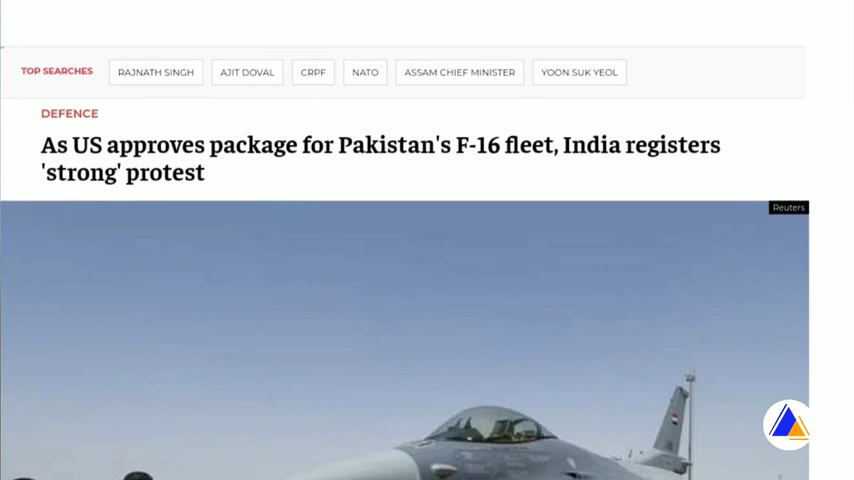 TOP SEARCHES RAJNATH SINGH AJIT DOVAL CRPF NATO ASSAM CHIEF MINISTER YOON SUK YEOL
DEFENCE
As US approves package for Pakistan's F-16 fleet, India registers
'strong' protest
Reuters